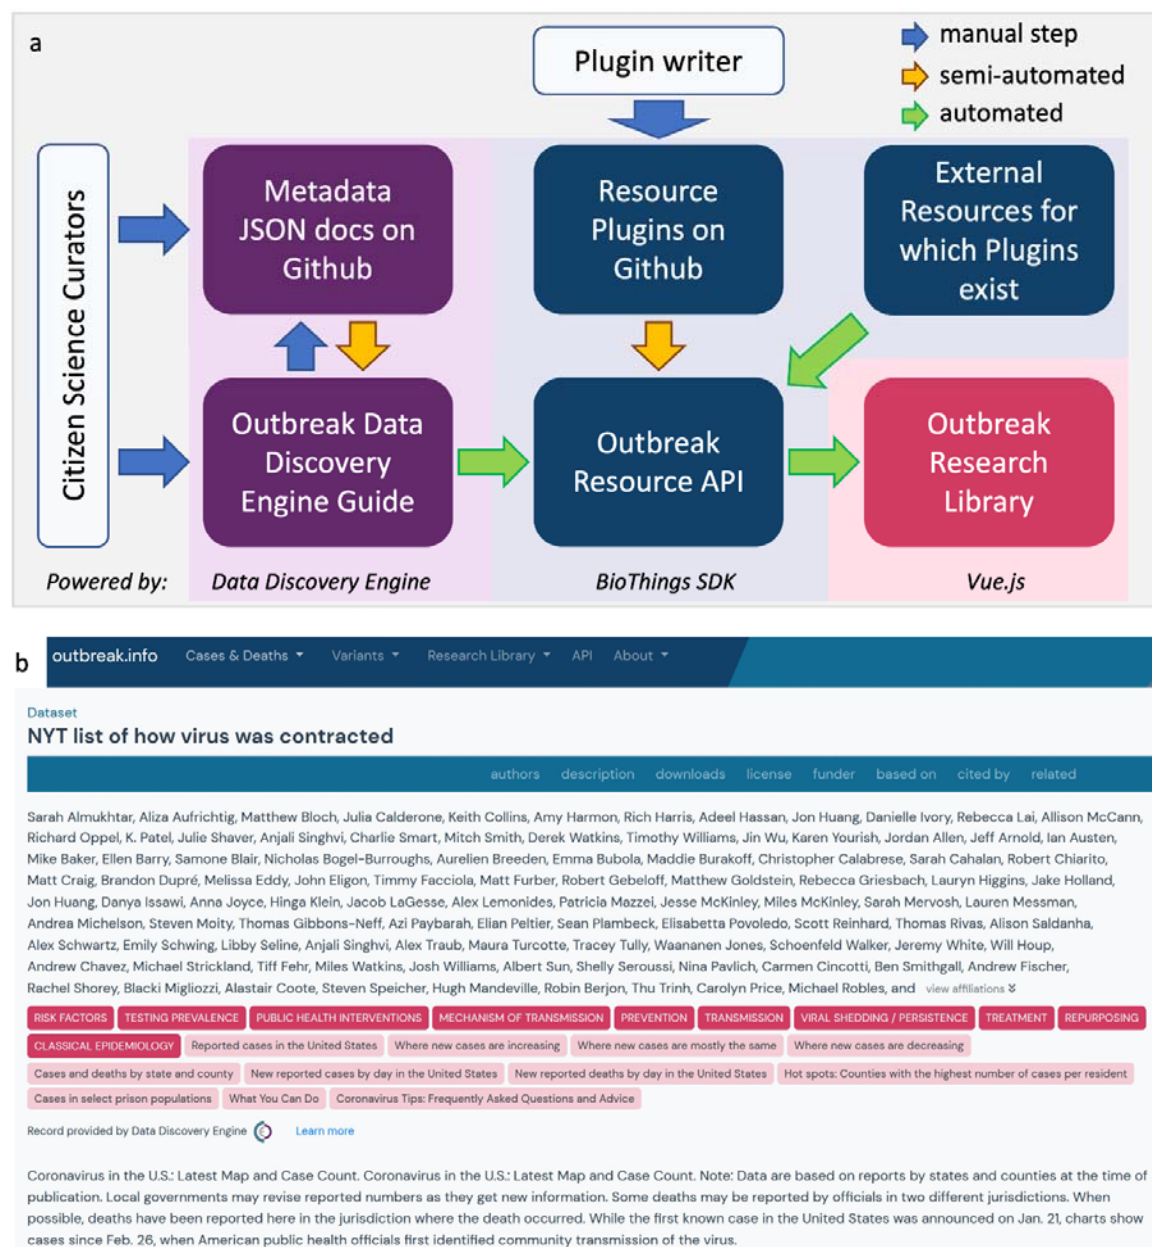 a
Plugin writer
manual step
semi-automated
automated
Citizen Science Curators
Metadata
JSON docs on
Github
Resource
Plugins on
Github
External
Resources for
which Plugins
exist
Outbreak Data
Discovery
Engine Guide
Outbreak
Resource API
Outbreak
Research
Library
Powered by:
Data Discovery Engine
BioThings SDK
Vue.js
b
outbreak.info Cases & Deaths Variants Research Library API About
Dataset
NYT list of how virus was contracted
authors description downloads license funder based on cited by related
Sarah Almukhtar, Aliza Aufrichtig, Matthew Bloch, Julia Calderone, Keith Collins, Amy Harmon, Rich Harris, Adeel Hassan, Jon Huang, Danielle Ivory, Rebecca Lai, Allison McCann,
Richard Oppel, K. Patel, Julie Shaver, Anjali Singhvi, Charlie Smart, Mitch Smith, Derek Watkins, Timothy Williams, Jin Wu, Karen Yourish, Jordan Allen, Jeff Arnold, Ian Austen,
Mike Baker, Ellen Barry, Samone Blair, Nicholas Bogel-Burroughs, Aurelien Breeden, Emma Bubola, Maddie Burakoff, Christopher Calabrese, Sarah Cahalan, Robert Chiarito,
Matt Craig, Brandon Dupré, Melissa Eddy, John Eligon, Timmy Facciola, Matt Furber, Robert Gebeloff, Matthew Goldstein, Rebecca Griesbach, Lauryn Higgins, Jake Holland,
Jon Huang, Danya Issawi, Anna Joyce, Hinga Klein, Jacob LaGesse, Alex Lemonides, Patricia Mazzei, Jesse McKinley, Miles McKinley, Sarah Mervosh, Lauren Messman,
Andrea Michelson, Steven Moity, Thomas Gibbons-Neff, Azi Paybarah, Elian Peltier, Sean Plambeck, Elisabetta Povoledo, Scott Reinhard, Thomas Rivas, Alison Saldanha,
Alex Schwartz, Emily Schwing, Libby Seline, Anjali Singhvi, Alex Traub, Maura Turcotte, Tracey Tully, Waananen Jones, Schoenfeld Walker, Jeremy White, Will Houp,
Andrew Chavez, Michael Strickland, Tiff Fehr, Miles Watkins, Josh Williams, Albert Sun, Shelly Seroussi, Nina Pavlich, Carmen Cincotti, Ben Smithgall, Andrew Fischer,
Rachel Shorey, Blacki Migliozzi, Alastair Coote, Steven Speicher, Hugh Mandeville, Robin Berjon, Thu Trinh, Carolyn Price, Michael Robles, and view affiliations
RISK FACTORS TESTING PREVALENCE PUBLIC HEALTH INTERVENTIONS MECHANISM OF TRANSMISSION PREVENTION TRANSMISSION VIRAL SHEDDING / PERSISTENCE TREATMENT REPURPOSING
CLASSICAL EPIDEMIOLOGY Reported cases in the United States Where new cases are increasing Where new cases are mostly the same Where new cases are decreasing
Cases and deaths by state and county New reported cases by day in the United States New reported deaths by day in the United States Hot spots: Counties with the highest number of cases per resident
Cases in select prison populations What You Can Do Coronavirus Tips: Frequently Asked Questions and Advice
Record provided by Data Discovery Engine Learn more
Coronavirus in the U.S.: Latest Map and Case Count. Coronavirus in the U.S.: Latest Map and Case Count. Note: Data are based on reports by states and counties at the time of
publication. Local governments may revise reported numbers as they get new information. Some deaths may be reported by officials in two different jurisdictions. When
possible, deaths have been reported here in the jurisdiction where the death occurred. While the first known case in the United States was announced on Jan. 21, charts show
cases since Feb. 26, when American public health officials first identified community transmission of the virus.